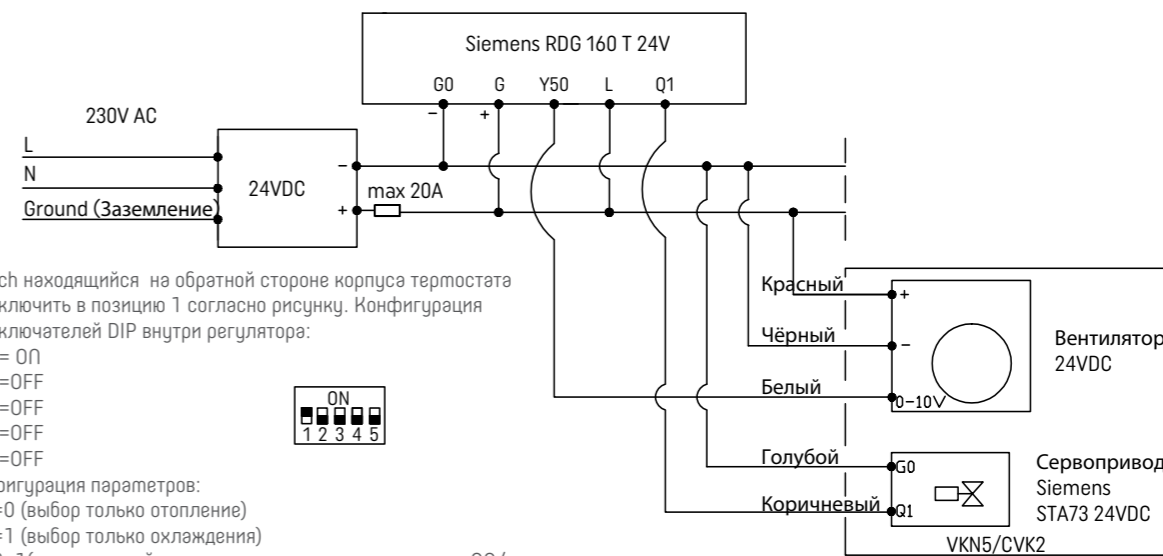 Siemens RDG 160 T 24V
G0 G Y50 L Q1
− +
230V AC
L
N
Ground (Заземление)
24VDC
−
+
max 20A
ch находящийся на обратной стороне корпуса термостата
ключить в позицию 1 согласно рисунку. Конфигурация
ключателей DIP внутри регулятора:
= ON
=OFF
=OFF
=OFF
=OFF
ON
1 2 3 4 5
фигурация параметров:
=0 (выбор только отопление)
=1 (выбор только охлаждения)
Красный
Чёрный
Белый
Голубой
Коричневый
+
−
0-10V
Вентилятор
24VDC
G0
Q1
Сервопривод
Siemens
STA73 24VDC
VKN5/CVK2